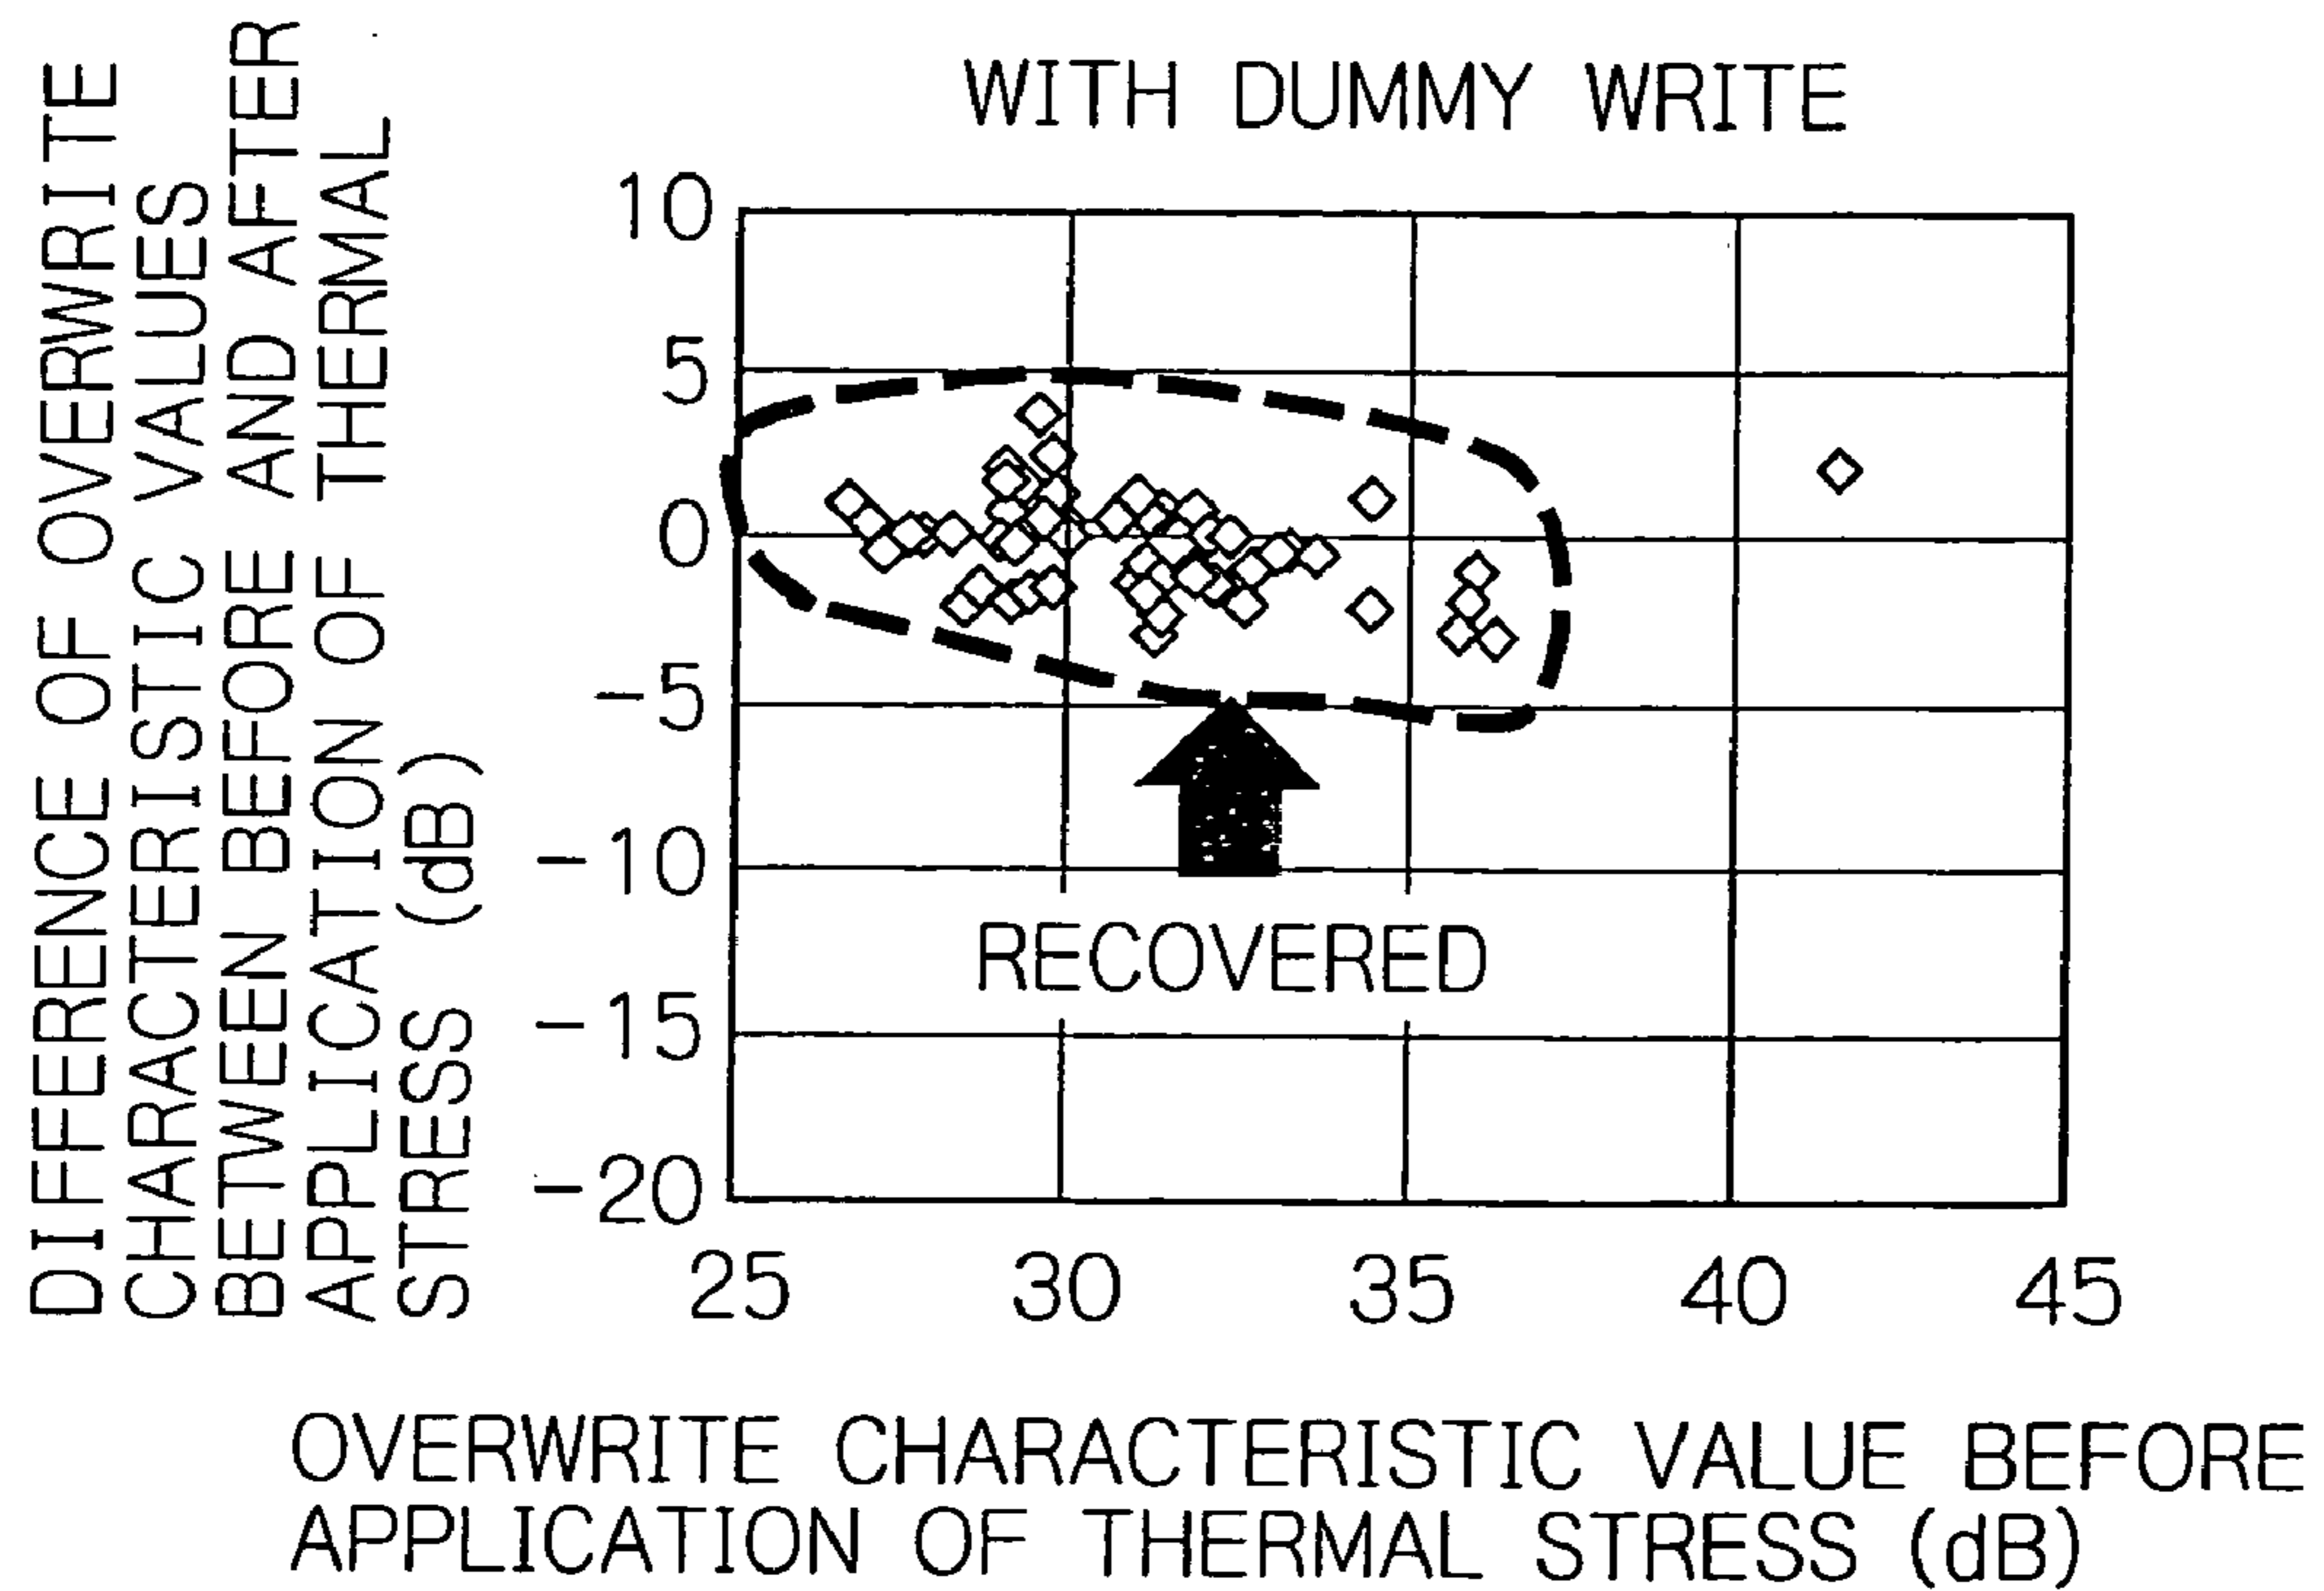 DIFFERENCE OF OVERWRITE
CHARACTERISTIC VALUES
BETWEEN BEFORE AND AFTER
APPLICATION OF THERMAL
STRESS (dB)
WITH DUMMY WRITE
10
5
0
-5
-10
RECOVERED
-15
-20
25 30 35 40 45
OVERWRITE CHARACTERISTIC VALUE BEFORE
APPLICATION OF THERMAL STRESS (dB)